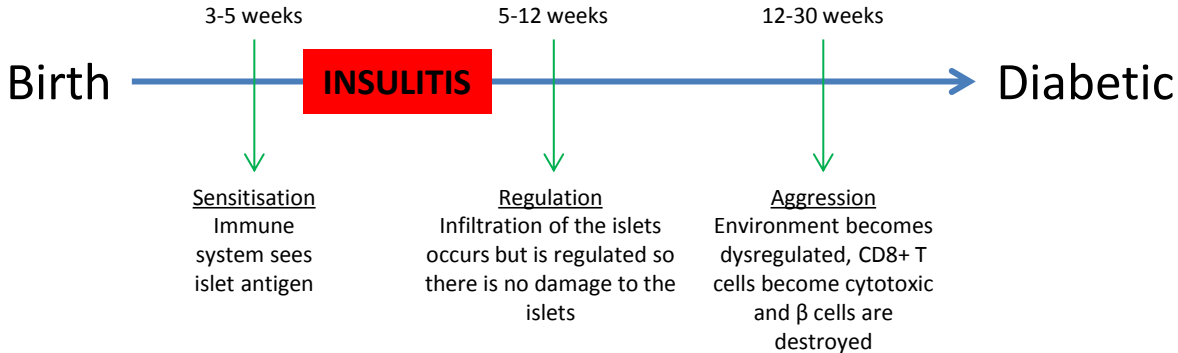 3-5 weeks
5-12 weeks
12-30 weeks
Birth
INSULITIS
Diabetic
Sensitisation
Immune
system sees
islet antigen
Regulation
Infiltration of the islets
occurs but is regulated so
there is no damage to the
islets
Aggression
Environment becomes
dysregulated, CD8+ T
cells become cytotoxic
and β cells are
destroyed